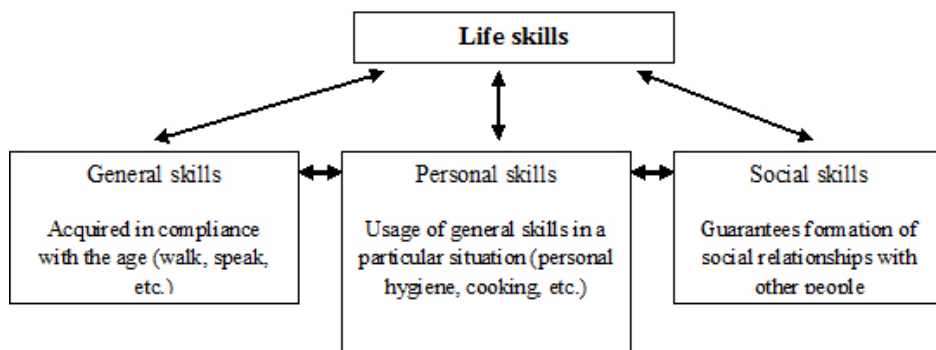 Life skills
General skills
Acquired in compliance
with the age (walk, speak,
etc.)
Personal skills
Usage of general skills in a
particular situation (personal
hygiene, cooking, etc.)
Social skills
Guarantees formation of
social relationships with
other people